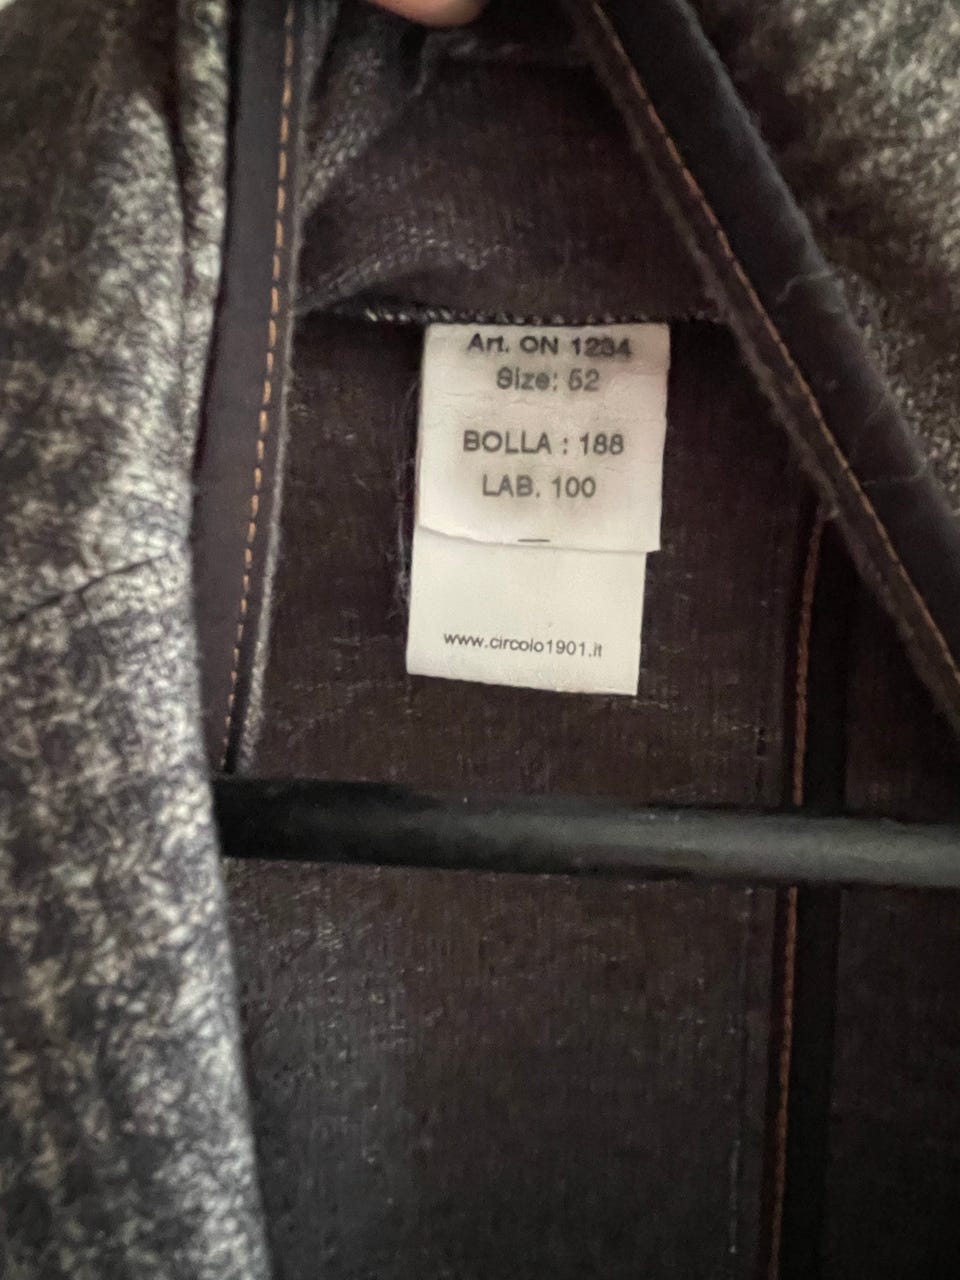 Art. ON 1234
Size: 52
BOLLA : 188
LAB. 100
www.circolo1901.it